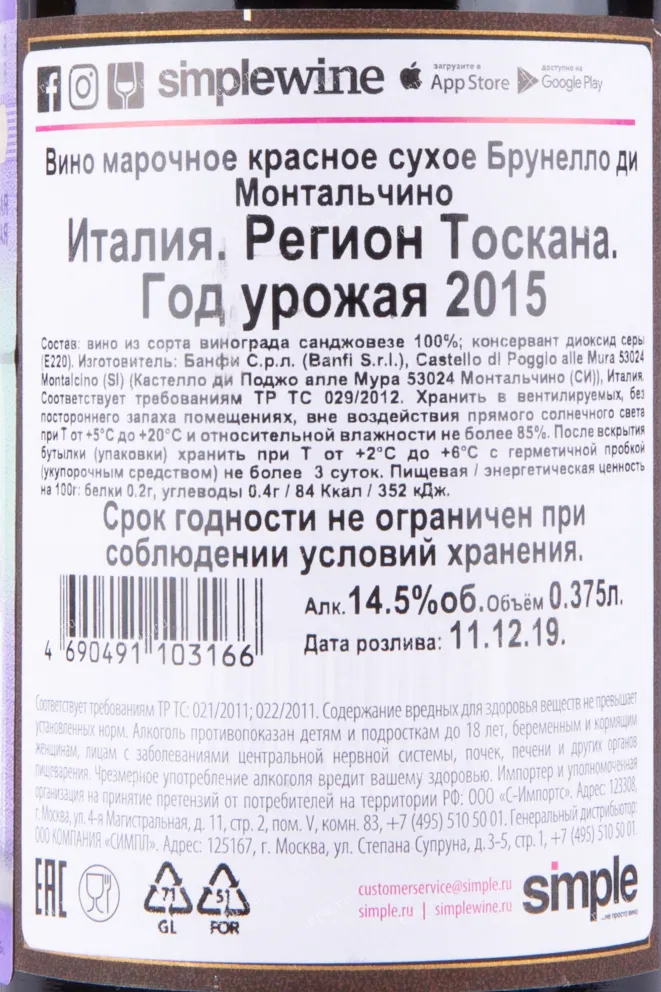 simplewine загрузите в App Store доступно на Google Play
Вино марочное красное сухое Брунелло ди
Монтальчино
Италия. Регион Тоскана.
Год урожая 2015
Состав: вино из сорта винограда санджовезе 100%; консервант диоксид серы
(Е220). Изготовитель: Банфи С.р.л. (Banfi S.r.l.), Castello di Poggio alle Mura 53024
Montalcino (SI) (Кастелло ди Поджо алле Мура 53024 Монтальчино (СИ)), Италия.
Соответствует требованиям ТР ТС 029/2012. Хранить в вентилируемых, без
постороннего запаха помещениях, вне воздействия прямого солнечного света
при Т от +5°С до +20°С и относительной влажности не более 85%. После вскрытия
бутылки (упаковки) хранить при Т от +2°С до +6°С с герметичной пробкой
(укупорочным средством) не более 3 суток. Пищевая / энергетическая ценность
на 100г: белки 0.2г, углеводы 0.4г / 84 Ккал / 352 кДж.
Срок годности не ограничен при
соблюдении условий хранения.
Алк. 14.5%об. Объём 0.375л.
Дата розлива: 11.12.19.
4 690491 103166
Соответствует требованиям ТР ТС: 021/2011; 022/2011. Содержание вредных для здоровья веществ не превышает
установленных норм. Алкоголь противопоказан детям и подросткам до 18 лет, беременным и кормящим
женщинам, лицам с заболеваниями центральной нервной системы, почек, печени и других органов
пищеварения. Чрезмерное употребление алкоголя вредит вашему здоровью. Импортер и уполномоченная
организация на принятие претензий от потребителей на территории РФ: ООО «С-Импортс». Адрес: 123308,
г. Москва, ул. 4-я Магистральная, д. 11, стр. 2, пом. V, комн. 83, +7 (495) 510 50 01. Генеральный дистрибьютор:
ООО КОМПАНИЯ «СИМПЛ». Адрес: 125167, г. Москва, ул. Степана Супруна, д.3-5, стр.1, +7 (495) 510 50 01.
EAC
71
GL
51
FOR
customerservice@simple.ru
simple.ru | simplewine.ru
simple
...не просто вино